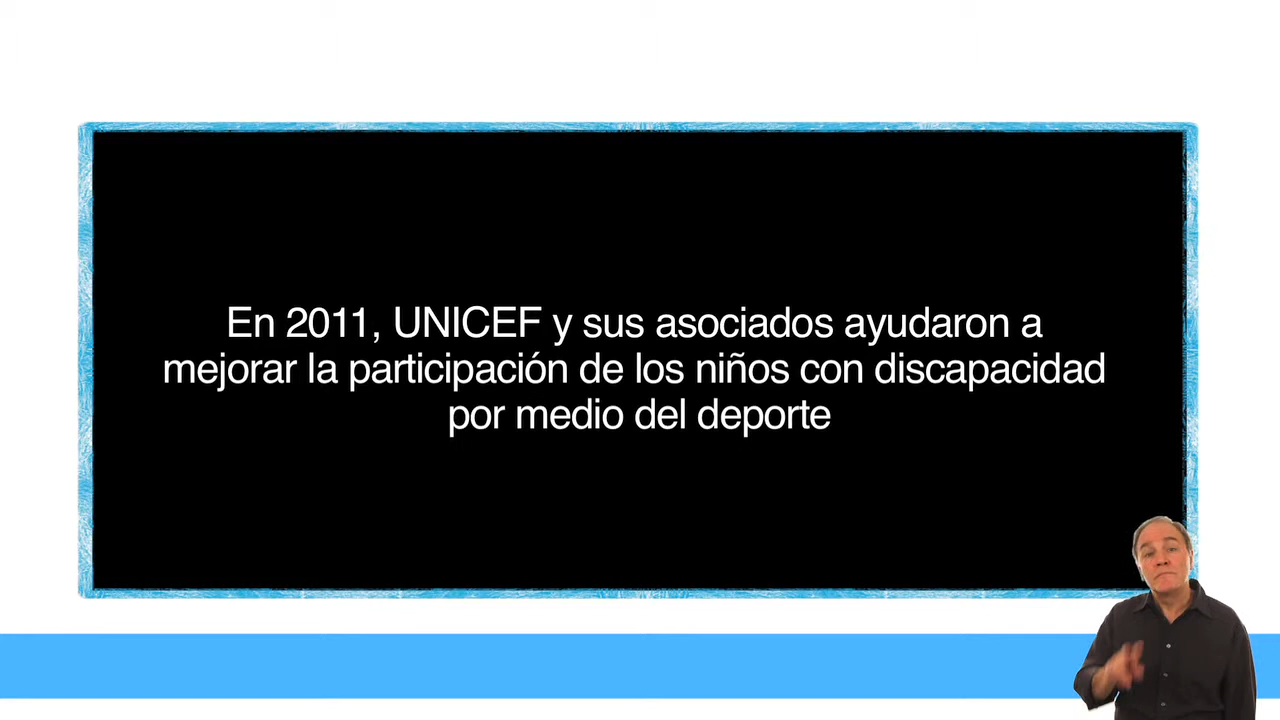 En 2011, UNICEF y sus asociados ayudaron a
mejorar la participación de los niños con discapacidad
por medio del deporte